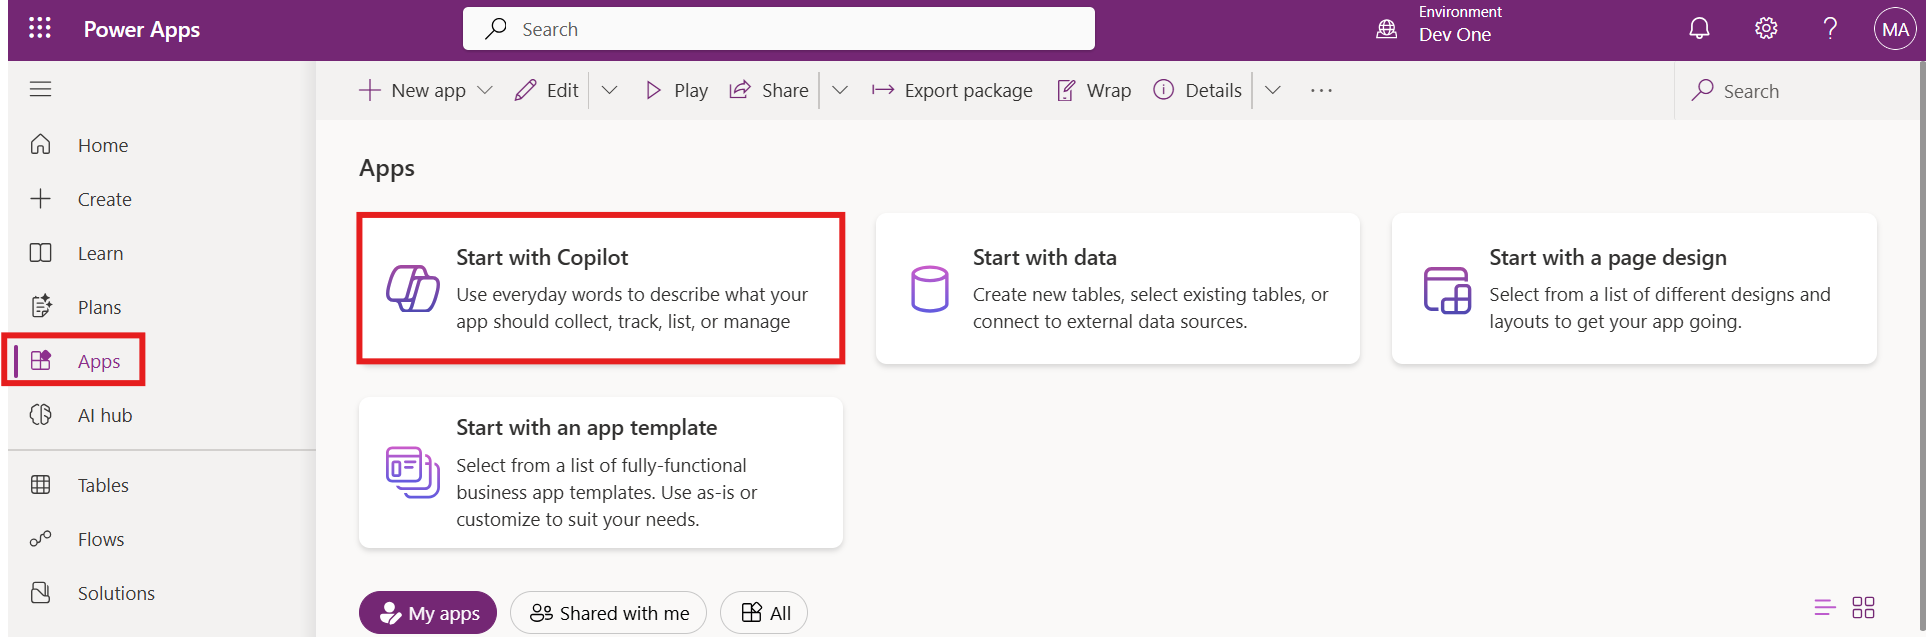 Power Apps
Search
Environment
Dev One
MA
New app
Edit
Play
Share
Export package
Wrap
Details
Search
Home
Create
Learn
Plans
Apps
AI hub
Tables
Flows
Solutions
Apps
Start with Copilot
Use everyday words to describe what your
app should collect, track, list, or manage
Start with data
Create new tables, select existing tables, or
connect to external data sources.
Start with a page design
Select from a list of different designs and
layouts to get your app going.
Start with an app template
Select from a list of fully-functional
business app templates. Use as-is or
customize to suit your needs.
My apps
Shared with me
All